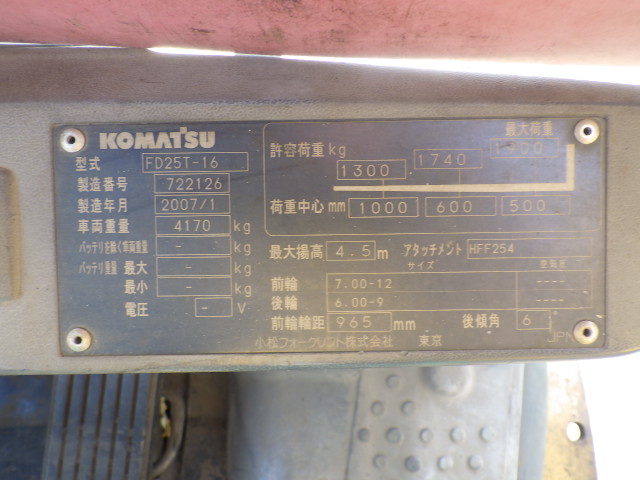 KOMATSU
型式 FD25T-16
製造番号 722126
製造年月 2007/1
車両重量 4170 kg
バッテリを除く車両重量 - kg
バッテリ重量 最大 - kg
最小 - kg
電圧 - V
最大荷重
許容荷重 kg 1300 1740
荷重中心 mm 1000 600 500
最大揚高 4.5 m アタッチメント HFF254
サイズ
前輪 7.00-12 ----
後輪 6.00-9 ----
前輪輪距 965 mm 後傾角 6°
小松フォークリフト株式会社 東京
JPN